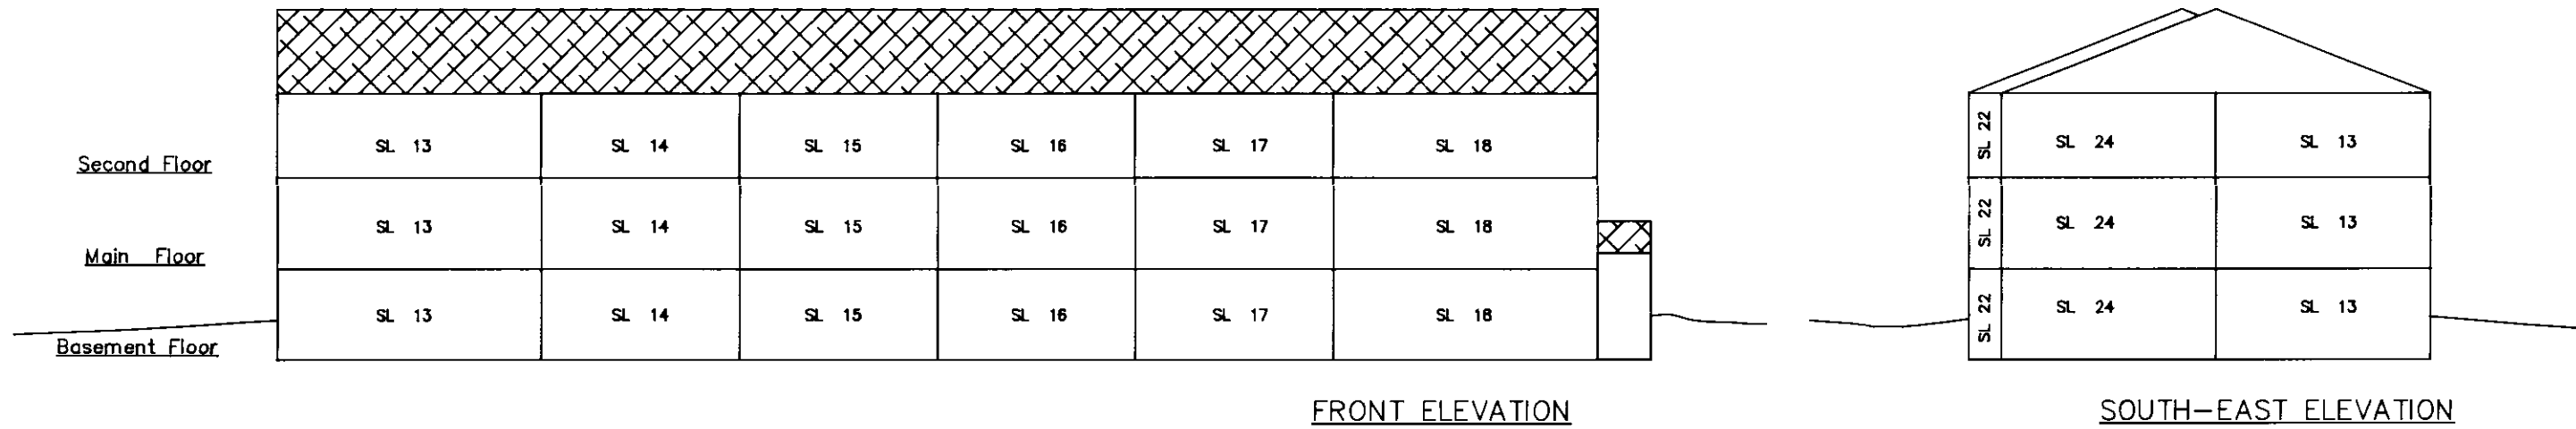 Second Floor SL 13 SL 14 SL 15 SL 16 SL 17 SL 18
Main Floor SL 13 SL 14 SL 15 SL 16 SL 17 SL 18
Basement Floor SL 13 SL 14 SL 15 SL 16 SL 17 SL 18
FRONT ELEVATION
SL 22 SL 24 SL 13
SL 22 SL 24 SL 13
SL 22 SL 24 SL 13
SOUTH-EAST ELEVATION